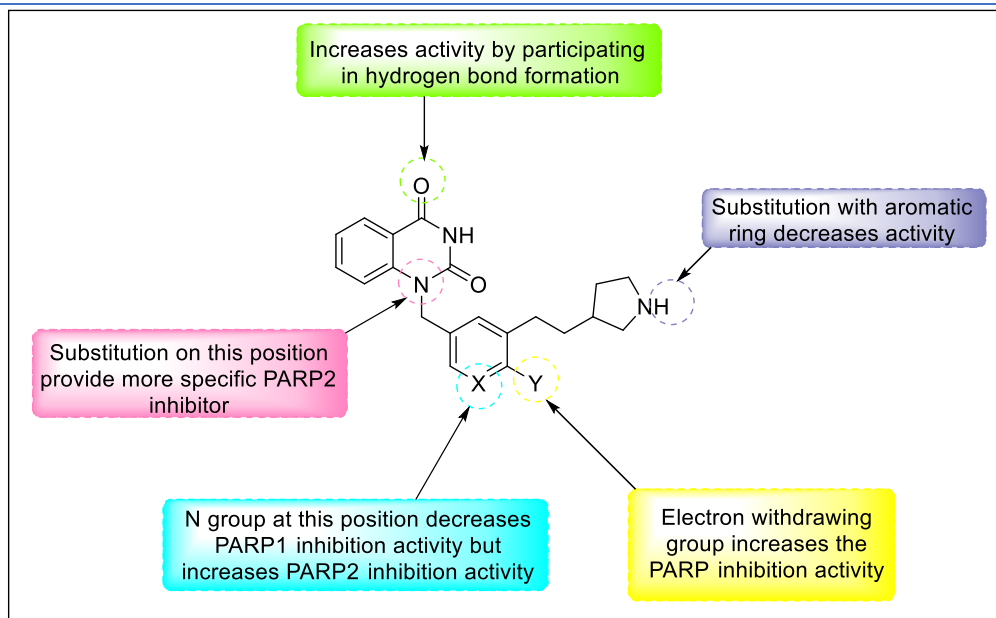 Increases activity by participating
in hydrogen bond formation
O
Substitution with aromatic
ring decreases activity
NH
N
O
NH
Substitution on this position
provide more specific PARP2
inhibitor
X
Y
N group at this position decreases
PARP1 inhibition activity but
increases PARP2 inhibition activity
Electron withdrawing
group increases the
PARP inhibition activity